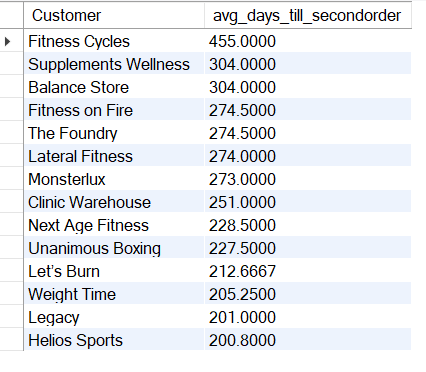 Customer avg_days_till_secondorder
Fitness Cycles 455.0000
Supplements Wellness 304.0000
Balance Store 304.0000
Fitness on Fire 274.5000
The Foundry 274.5000
Lateral Fitness 274.0000
Monsterlux 273.0000
Clinic Warehouse 251.0000
Next Age Fitness 228.5000
Unanimous Boxing 227.5000
Let’s Burn 212.6667
Weight Time 205.2500
Legacy 201.0000
Helios Sports 200.8000